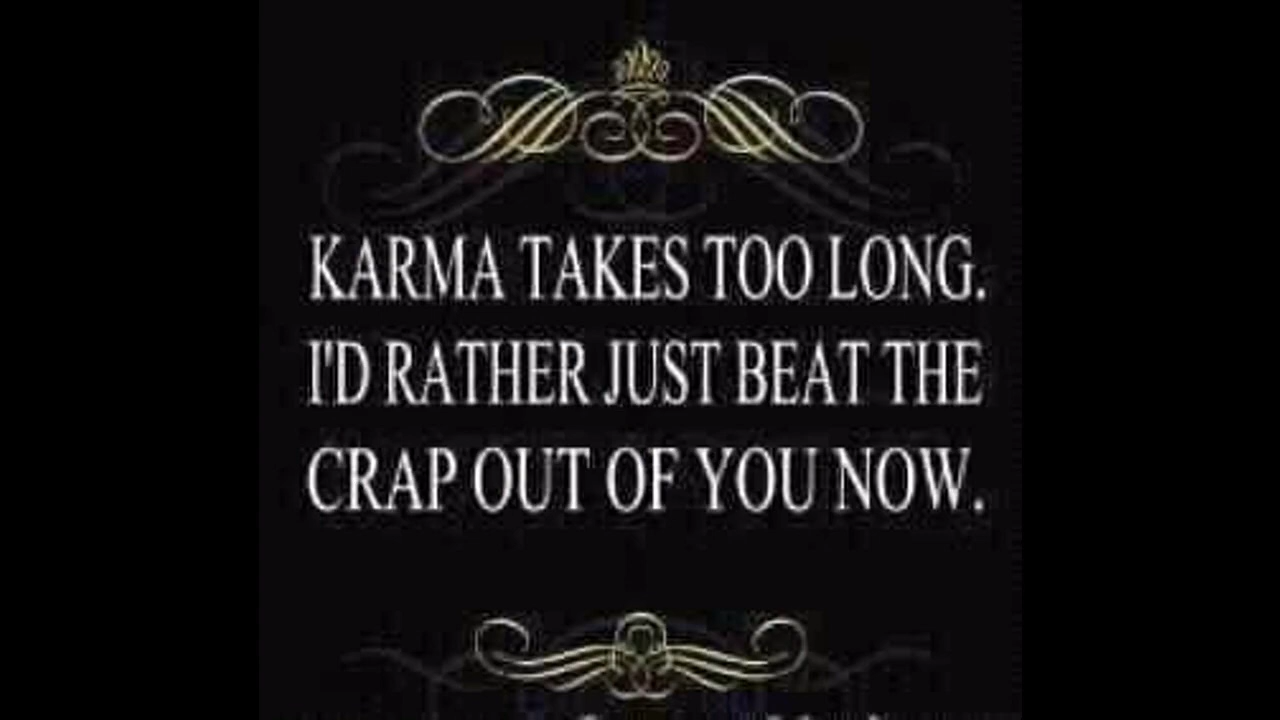 KARMA TAKES TOO LONG.
I'D RATHER JUST BEAT THE
CRAP OUT OF YOU NOW.